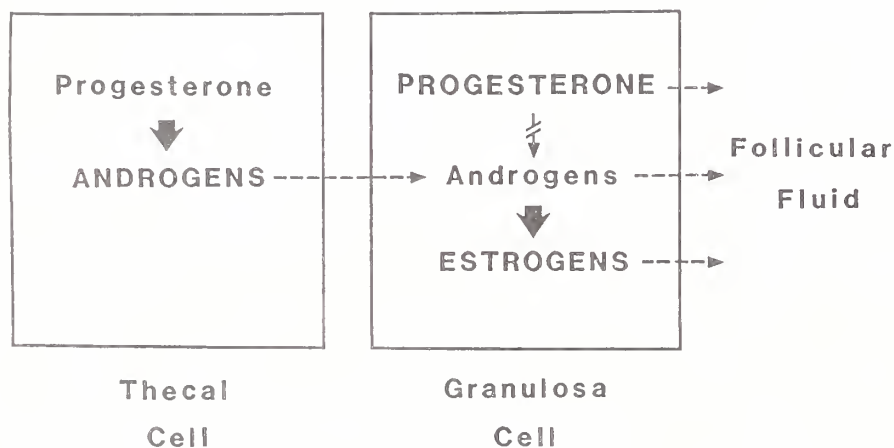 Progesterone
ANDROGENS
PROGESTERONE
Androgens
ESTROGENS
Follicular
Fluid
Thecal
Cell
Granulosa
Cell